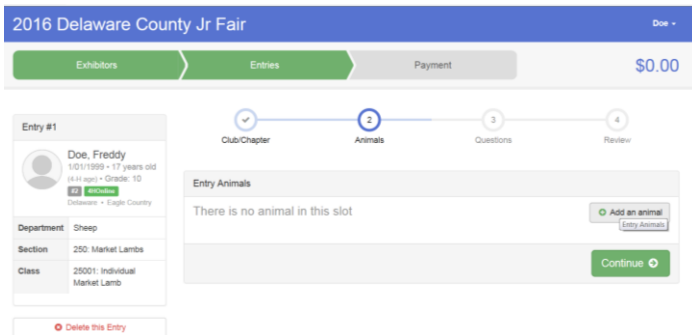 2016 Delaware County Jr Fair
Doe
Exhibitors
Entries
Payment
$0.00
Entry #1
Doe, Freddy
1/01/1999 • 17 years old
(4-H age) • Grade: 10
#2 4HOnline
Delaware • Eagle Country
Department Sheep
Section 250: Market Lambs
Class 25001: Individual
Market Lamb
Delete this Entry
Club/Chapter
2
Animals
3
Questions
4
Review
Entry Animals
There is no animal in this slot
Add an animal
Entry Animals
Continue